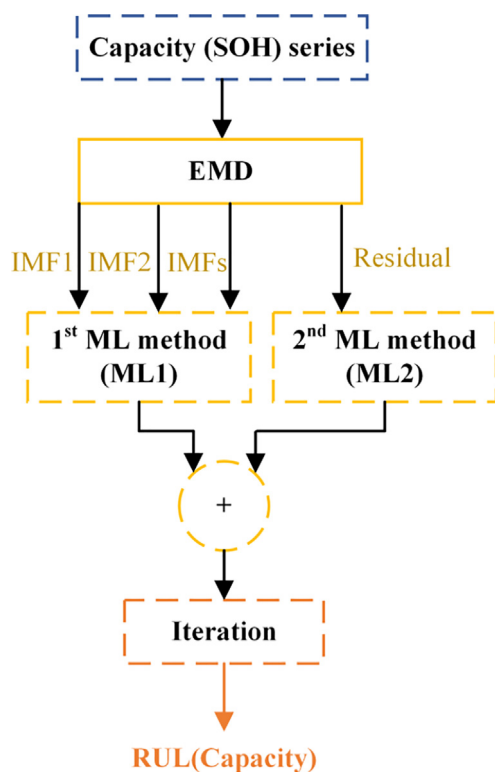 Capacity (SOH) series
EMD
IMF1 IMF2 IMFs Residual
1st ML method
(ML1)
2nd ML method
(ML2)
+
Iteration
RUL(Capacity)